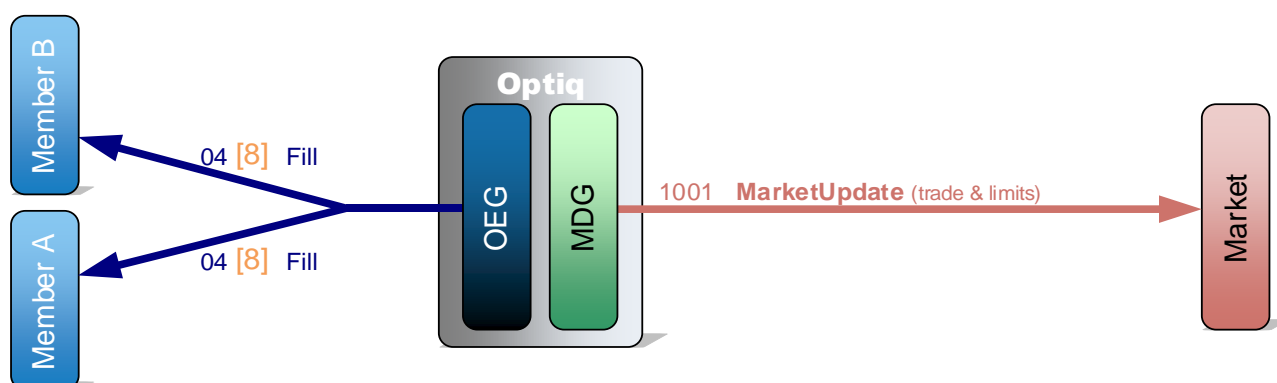 Member B
Optiq
04 [8] Fill
OEG
MDG
1001 MarketUpdate (trade & limits)
Market
Member A
04 [8] Fill